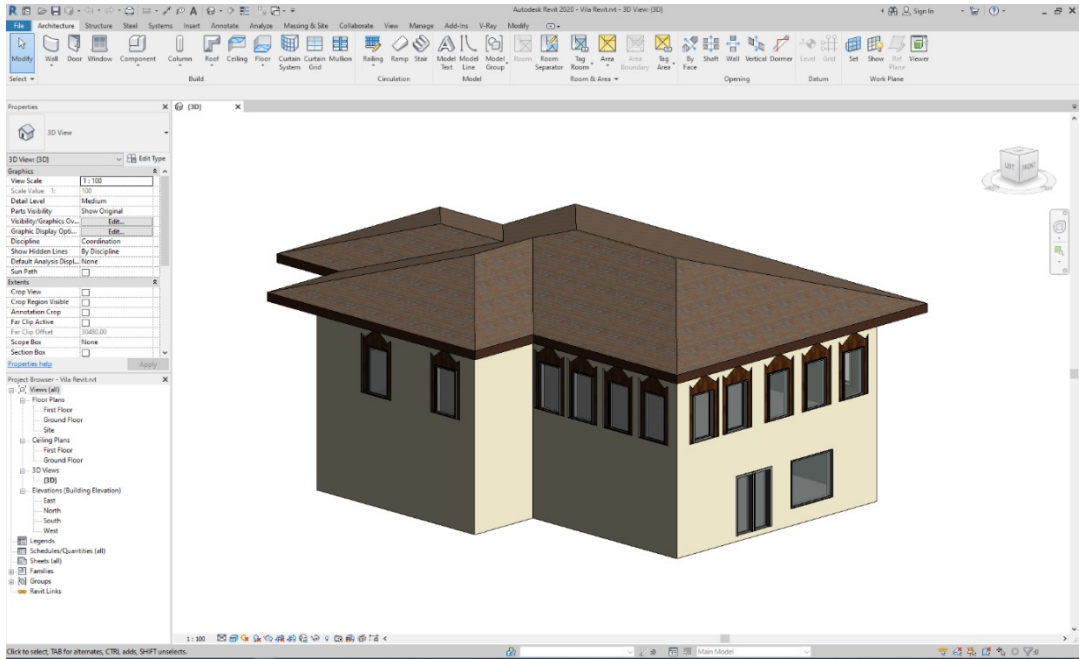 Autodesk Revit 2020 - Vila Revit.rvt - 3D View: {3D}
Sign In
File Architecture Structure Steel Systems Insert Annotate Analyze Massing & Site Collaborate View Manage Add-Ins V-Ray Modify
Modify Wall Door Window Component Column Roof Ceiling Floor Curtain System Curtain Grid Mullion Railing Ramp Stair Model Text Model Line Model Group Room Room Separator Tag Room Area Area Boundary Tag Area By Face Shaft Wall Vertical Dormer Level Grid Set Show Ref Plane Viewer
Select Build Circulation Model Room & Area Opening Datum Work Plane
Properties
{3D}
3D View
3D View: {3D} Edit Type
Graphics
View Scale 1 : 100
Scale Value 1: 100
Detail Level Medium
Parts Visibility Show Original
Visibility/Graphics Ov... Edit...
Graphic Display Opti... Edit...
Discipline Coordination
Show Hidden Lines By Discipline
Default Analysis Displ... None
Sun Path
Extents
Crop View
Crop Region Visible
Annotation Crop
Far Clip Active
Far Clip Offset 30480.00
Scope Box None
Section Box
Properties help Apply
Project Browser - Vila Revit.rvt
Views (all)
Floor Plans
First Floor
Ground Floor
Site
Ceiling Plans
First Floor
Ground Floor
3D Views
{3D}
Elevations (Building Elevation)
East
North
South
West
Legends
Schedules/Quantities (all)
Sheets (all)
Families
Groups
Revit Links
LEFT FRONT
1 : 100
Click to select, TAB for alternates, CTRL adds, SHIFT unselects.
:0 Main Model :0